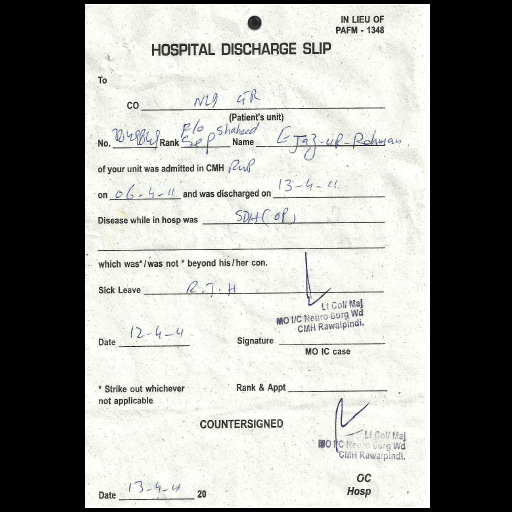 IN LIEU OF
PAFM - 1348
HOSPITAL DISCHARGE SLIP
To
CO NLI GR
(Patient's unit)
F/o Shaheed
No. Rank Sep Name Ejaz-ur-Rehman
of your unit was admitted in CMH RWP
on 06-4-11 and was discharged on 13-4-11
Disease while in hosp was SDH (OP)
which was*/was not * beyond his/her con.
Sick Leave R.T.H
Lt Col/ Maj
MO I/C Neuro Surg Wd
CMH Rawalpindi.
Date 12-4-11 Signature
MO IC case
* Strike out whichever
not applicable
Rank & Appt
COUNTERSIGNED
Lt Col/ Maj
MO I/C Neuro Surg Wd
CMH Rawalpindi.
OC
Hosp
Date 13-4-11 20